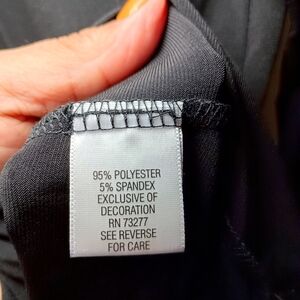 95% POLYESTER
5% SPANDEX
EXCLUSIVE OF
DECORATION
RN 73277
SEE REVERSE
FOR CARE